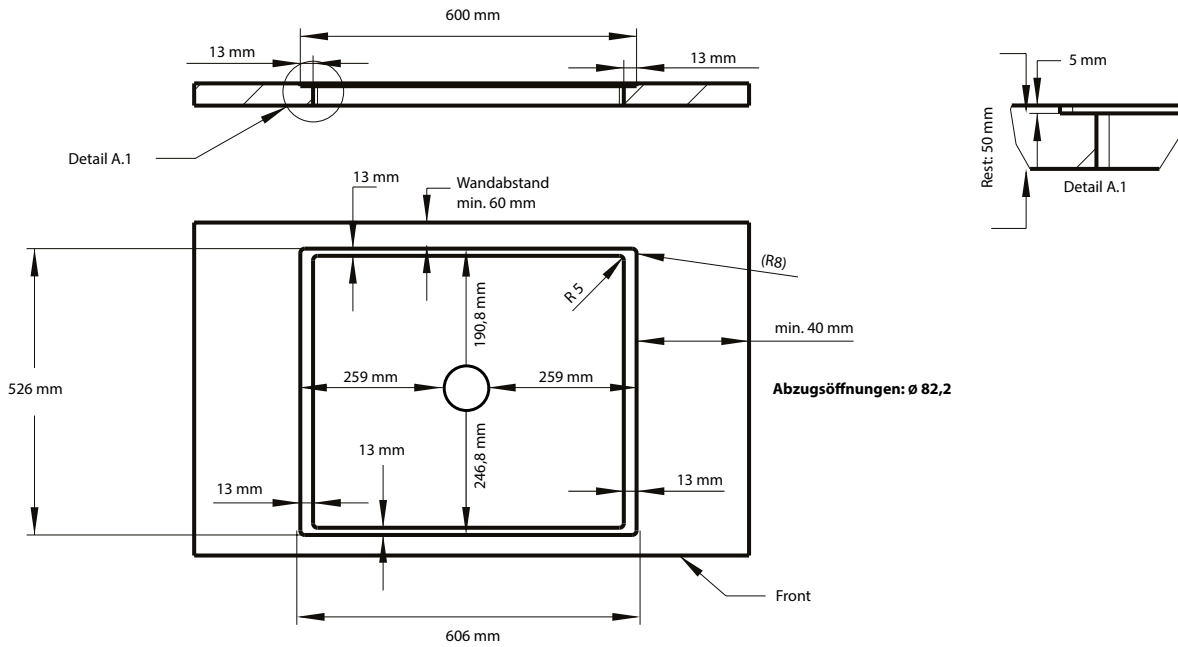 600 mm
13 mm
13 mm
5 mm
Rest: 50 mm
Detail A.1
Detail A.1
13 mm
Wandabstand
min. 60 mm
(R8)
R 5
190,8 mm
min. 40 mm
526 mm
259 mm
259 mm
Abzugsöffnungen: ø 82,2
13 mm
246,8 mm
13 mm
13 mm
Front
606 mm